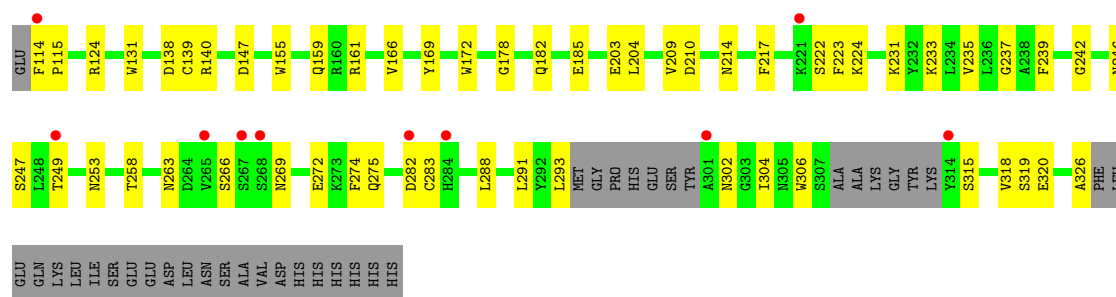 GLU F114 P115 R124 W131 D138 C139 R140 D147 W155 Q159 R160 R161 V166 Y169 W172 G178 Q182 E185 E203 L204 V209 D210 N214 F217 K221 S222 F223 K224 K231 Y232 K233 L234 V235 L236 G237 A238 F239 G242 N246
S247 L248 T249 N253 T258 N263 D264 V265 S266 S267 S268 N269 E272 K273 F274 Q275 D282 C283 H284 L288 L291 Y292 L293 MET GLY PRO HIS GLU SER TYR A301 N302 G303 I304 N305 W306 S307 ALA ALA LYS GLY TYR LYS Y314 S315 V318 S319 E320 A326 PHE LEU
GLU GLN LYS LEU ILE SER GLU GLU ASP LEU ASN SER ALA VAL ASP HIS HIS HIS HIS HIS HIS